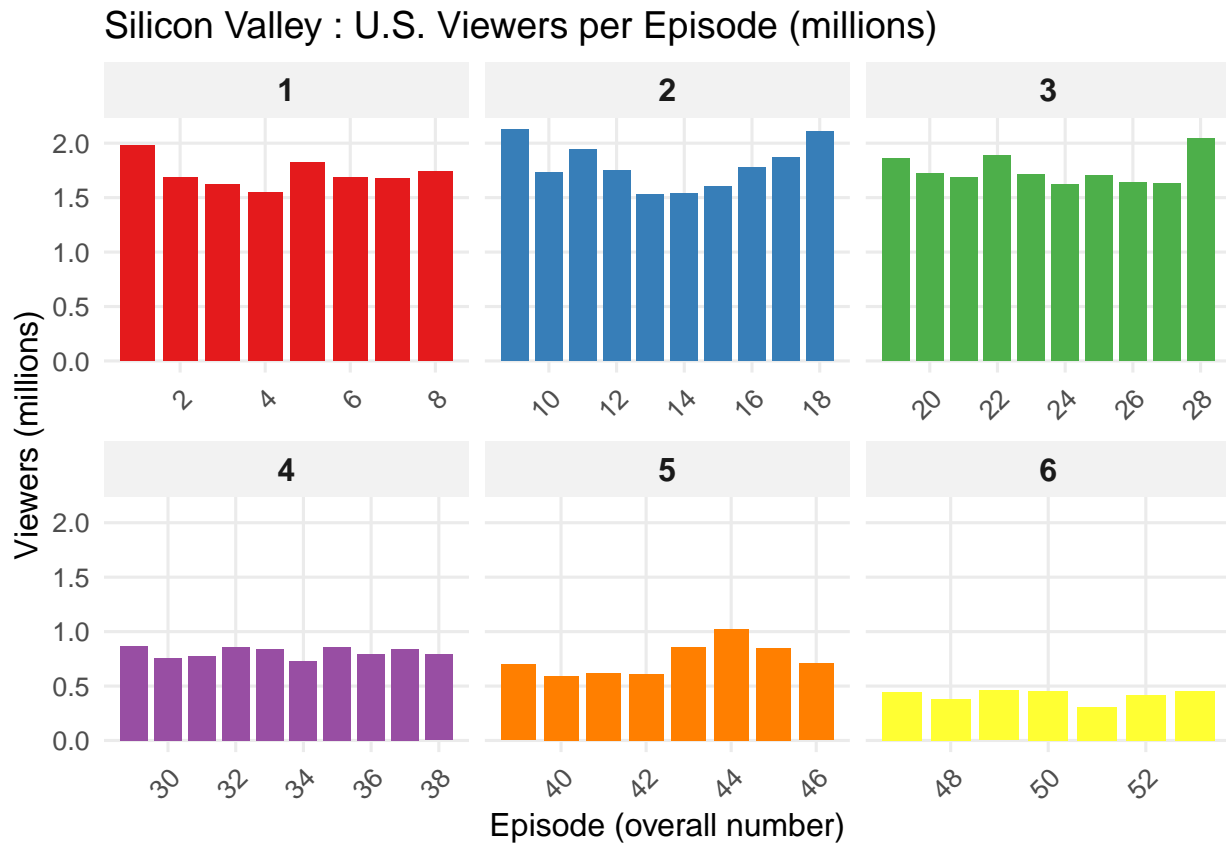 Silicon Valley : U.S. Viewers per Episode (millions)
1 2 3
2.0
1.5
1.0
0.5
0.0
2 4 6 8 10 12 14 16 18 20 22 24 26 28
Viewers (millions)
4 5 6
2.0
1.5
1.0
0.5
0.0
30 32 34 36 38 40 42 44 46 48 50 52
Episode (overall number)